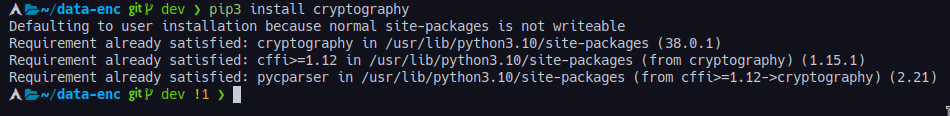 ~/data-enc git dev ❯ pip3 install cryptography
Defaulting to user installation because normal site-packages is not writeable
Requirement already satisfied: cryptography in /usr/lib/python3.10/site-packages (38.0.1)
Requirement already satisfied: cffi>=1.12 in /usr/lib/python3.10/site-packages (from cryptography) (1.15.1)
Requirement already satisfied: pycparser in /usr/lib/python3.10/site-packages (from cffi>=1.12->cryptography) (2.21)
~/data-enc git dev !1 ❯